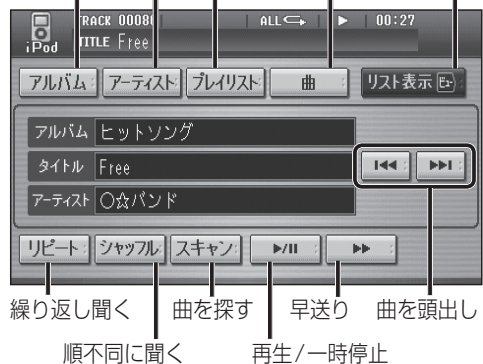 iPod TRACK 0008 ALL 00:27
TITLE Free
アルバム アーティスト プレイリスト 曲 リスト表示
アルバム ヒットソング
タイトル Free
アーティスト ○☆バンド
リピート シャッフル スキャン ▶/II ▶▶
繰り返し聞く 曲を探す 早送り 曲を頭出し
順不同に聞く 再生/一時停止